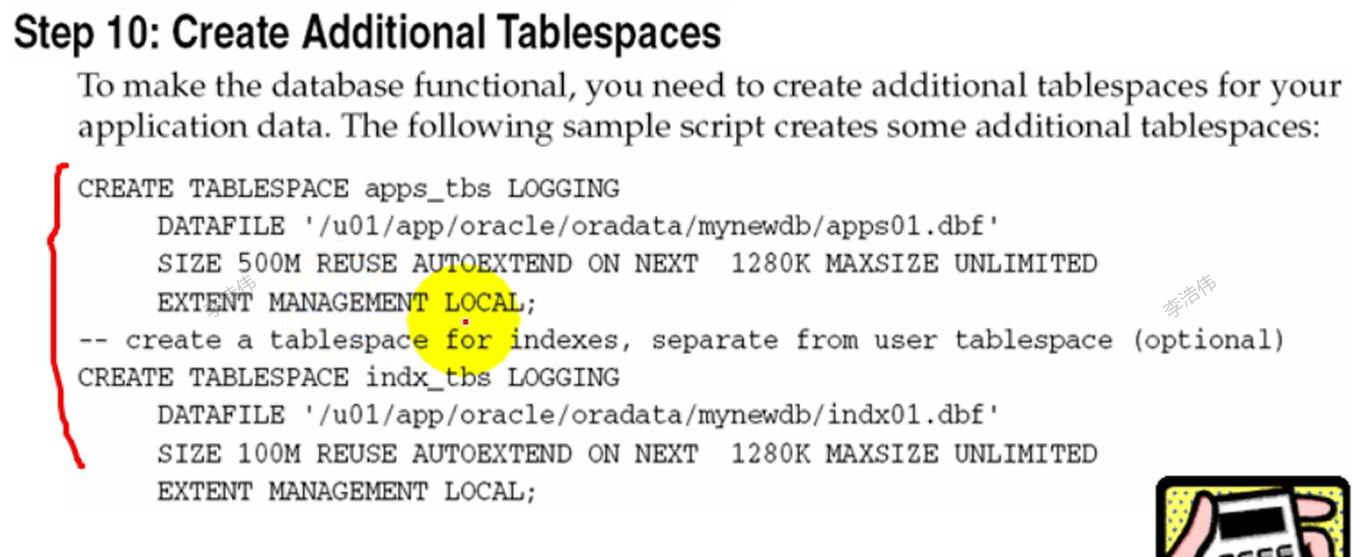 Step 10: Create Additional Tablespaces
To make the database functional, you need to create additional tablespaces for your
application data. The following sample script creates some additional tablespaces:
CREATE TABLESPACE apps_tbs LOGGING
DATAFILE '/u01/app/oracle/oradata/mynewdb/apps01.dbf'
SIZE 500M REUSE AUTOEXTEND ON NEXT  1280K MAXSIZE UNLIMITED
EXTENT MANAGEMENT LOCAL;
李浩伟
李浩伟
-- create a tablespace for indexes, separate from user tablespace (optional)
CREATE TABLESPACE indx_tbs LOGGING
DATAFILE '/u01/app/oracle/oradata/mynewdb/indx01.dbf'
SIZE 100M REUSE AUTOEXTEND ON NEXT  1280K MAXSIZE UNLIMITED
EXTENT MANAGEMENT LOCAL;